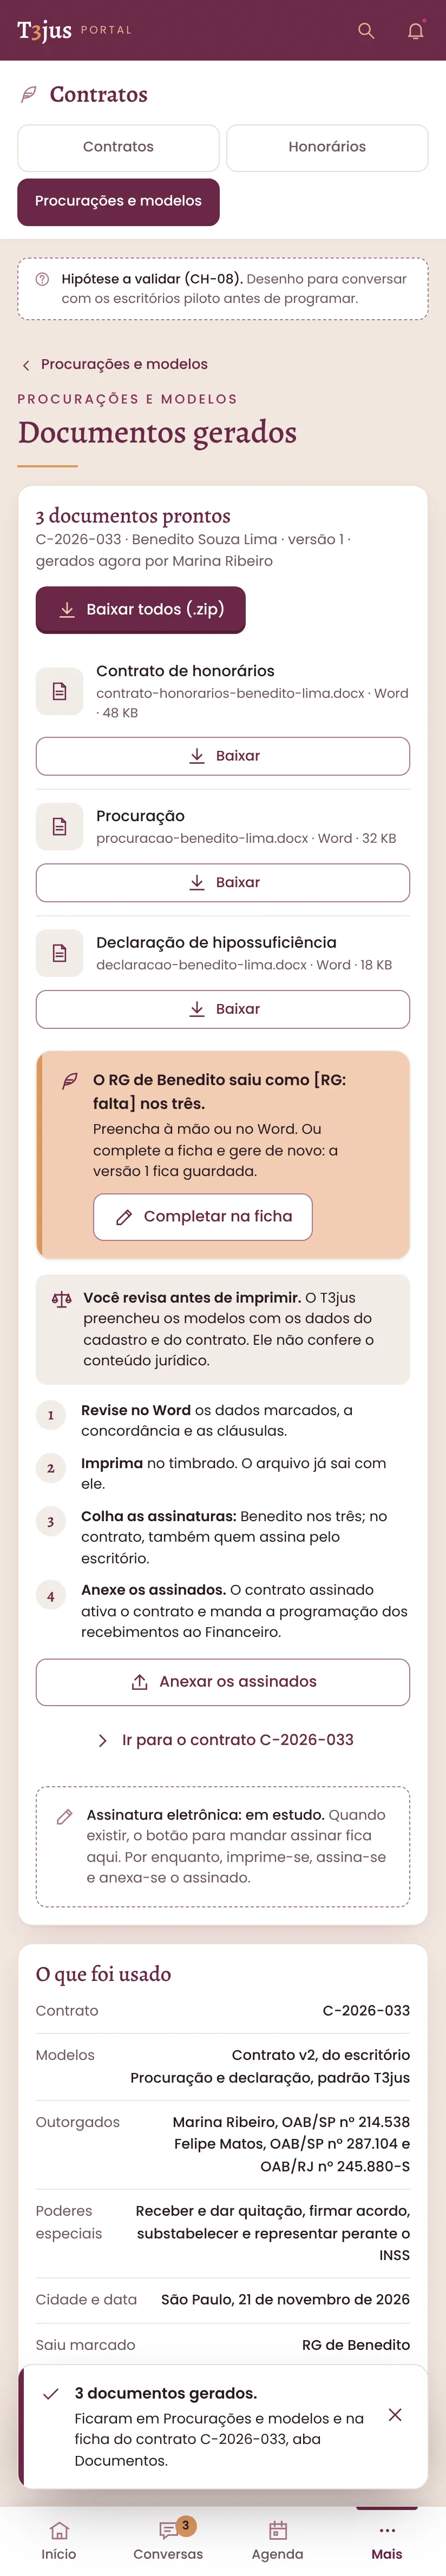 T3jus PORTAL
Contratos
Contratos
Honorários
Procurações e modelos
Hipótese a validar (CH-08). Desenho para conversar
com os escritórios piloto antes de programar.
Procurações e modelos
PROCURAÇÕES E MODELOS
Documentos gerados
3 documentos prontos
C-2026-033 · Benedito Souza Lima · versão 1 ·
gerados agora por Marina Ribeiro
Baixar todos (.zip)
Contrato de honorários
contrato-honorarios-benedito-lima.docx · Word
· 48 KB
Baixar
Procuração
procuracao-benedito-lima.docx · Word · 32 KB
Baixar
Declaração de hipossuficiência
declaracao-benedito-lima.docx · Word · 18 KB
Baixar
O RG de Benedito saiu como [RG:
falta] nos três.
Preencha à mão ou no Word. Ou
complete a ficha e gere de novo: a
versão 1 fica guardada.
Completar na ficha
Você revisa antes de imprimir. O T3jus
preencheu os modelos com os dados do
cadastro e do contrato. Ele não confere o
conteúdo jurídico.
1 Revise no Word os dados marcados, a
concordância e as cláusulas.
2 Imprima no timbrado. O arquivo já sai com
ele.
3 Colha as assinaturas: Benedito nos três; no
contrato, também quem assina pelo
escritório.
4 Anexe os assinados. O contrato assinado
ativa o contrato e manda a programação dos
recebimentos ao Financeiro.
Anexar os assinados
Ir para o contrato C-2026-033
Assinatura eletrônica: em estudo. Quando
existir, o botão para mandar assinar fica
aqui. Por enquanto, imprime-se, assina-se
e anexa-se o assinado.
O que foi usado
Contrato C-2026-033
Modelos Contrato v2, do escritório
Procuração e declaração, padrão T3jus
Outorgados Marina Ribeiro, OAB/SP nº 214.538
Felipe Matos, OAB/SP nº 287.104 e
OAB/RJ nº 245.880-S
Poderes Receber e dar quitação, firmar acordo,
especiais substabelecer e representar perante o
INSS
Cidade e data São Paulo, 21 de novembro de 2026
Saiu marcado RG de Benedito
3 documentos gerados.
Ficaram em Procurações e modelos e na
ficha do contrato C-2026-033, aba
Documentos.
3
Início Conversas Agenda Mais